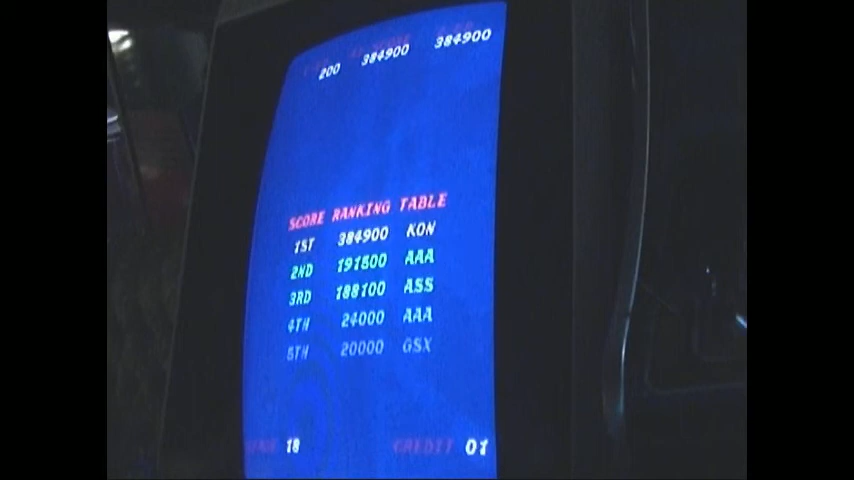 200 384900 384900
SCORE RANKING TABLE
1ST 384900 KON
2ND 191500 AAA
3RD 188100 ASS
4TH 24000 AAA
5TH 20000 GSX
18 CREDIT 01